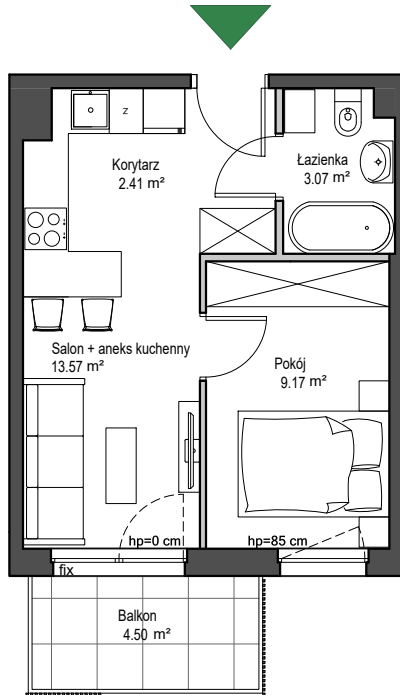 z
Korytarz
2.41 m²
Łazienka
3.07 m²
Salon + aneks kuchenny
13.57 m²
Pokój
9.17 m²
hp=0 cm
hp=85 cm
fix
Balkon
4.50 m²